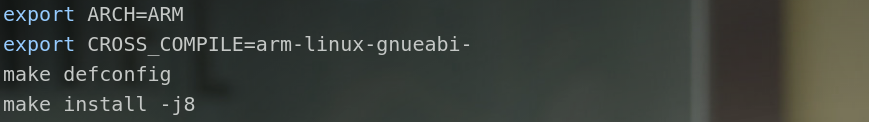 export ARCH=ARM
export CROSS_COMPILE=arm-linux-gnueabi-
make defconfig
make install -j8